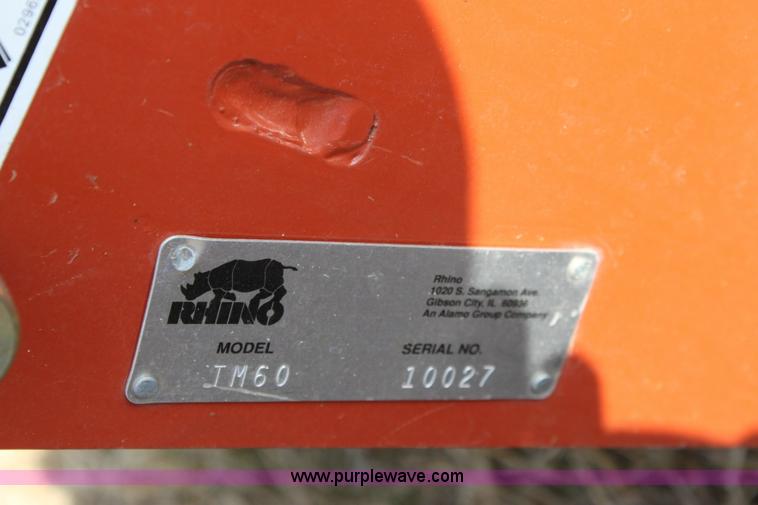 0296
RHINO
Rhino
1020 S. Sangamon Ave.
Gibson City, IL 60936
An Alamo Group Company
MODEL
SERIAL NO.
TM60
10027
www.purplewave.com